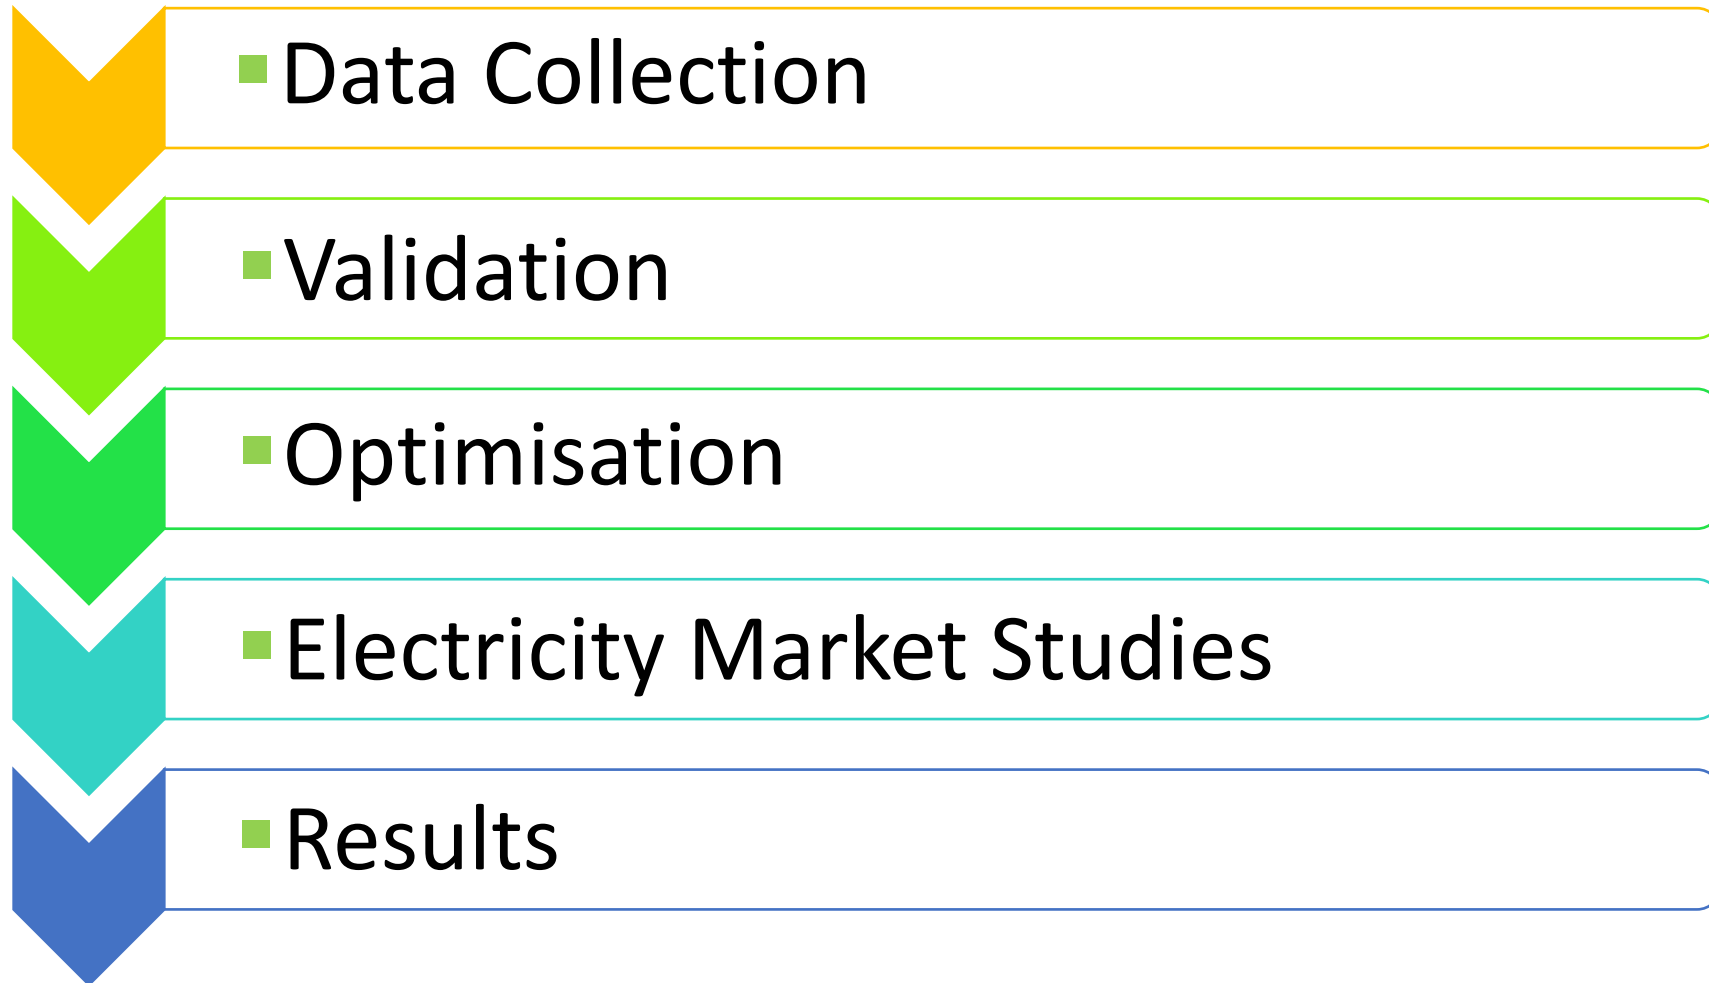 Data Collection
Validation
Optimisation
Electricity Market Studies
Results